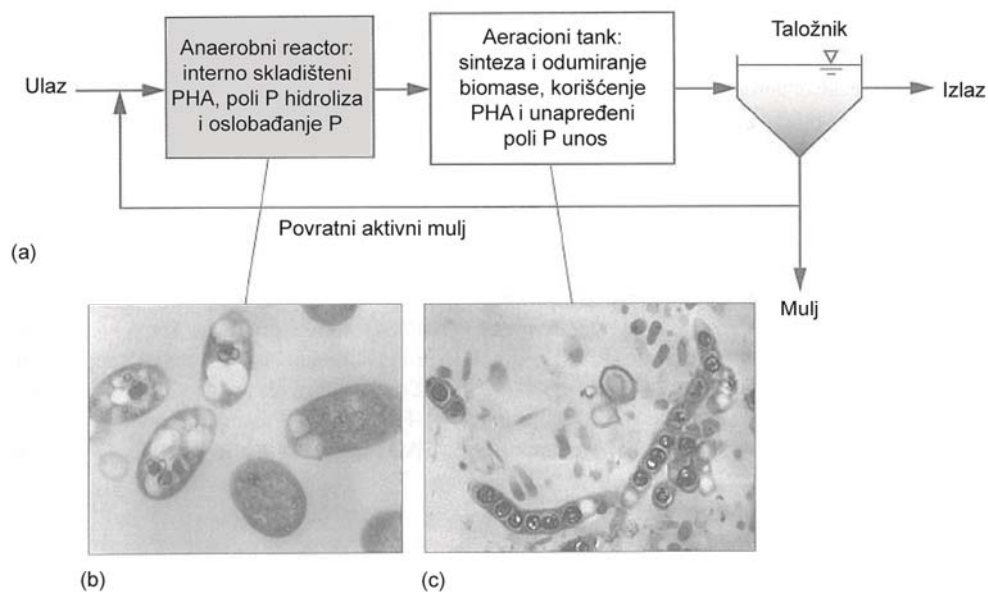 Ulaz
Anaerobni reactor:
interno skladišteni
PHA, poli P hidroliza
i oslobađanje P
Aeracioni tank:
sinteza i odumiranje
biomase, korišćenje
PHA i unapređeni
poli P unos
Taložnik
Izlaz
Povratni aktivni mulj
Mulj
(a)
(b)
(c)